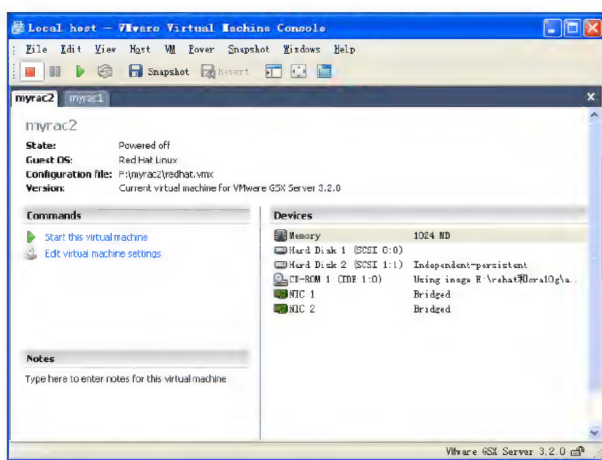 Local host - VMware Virtual Machine Console
File Edit View Host VM Power Snapshot Windows Help
Snapshot Revert
myrac2 myrac1
myrac2
State: Powered off
Guest OS: Red Hat Linux
Configuration file: F:\myrac2\redhat.vmx
Version: Current virtual machine for VMware GSX Server 3.2.0
Commands
Start this virtual machine
Edit virtual machine settings
Devices
Memory 1024 MB
Hard Disk 1 (SCSI 0:0)
Hard Disk 2 (SCSI 1:1) Independent-persistent
CD-ROM 1 (IDE 1:0) Using image
NIC 1 Bridged
NIC 2 Bridged
Notes
Type here to enter notes for this virtual machine
VMware GSX Server 3.2.0